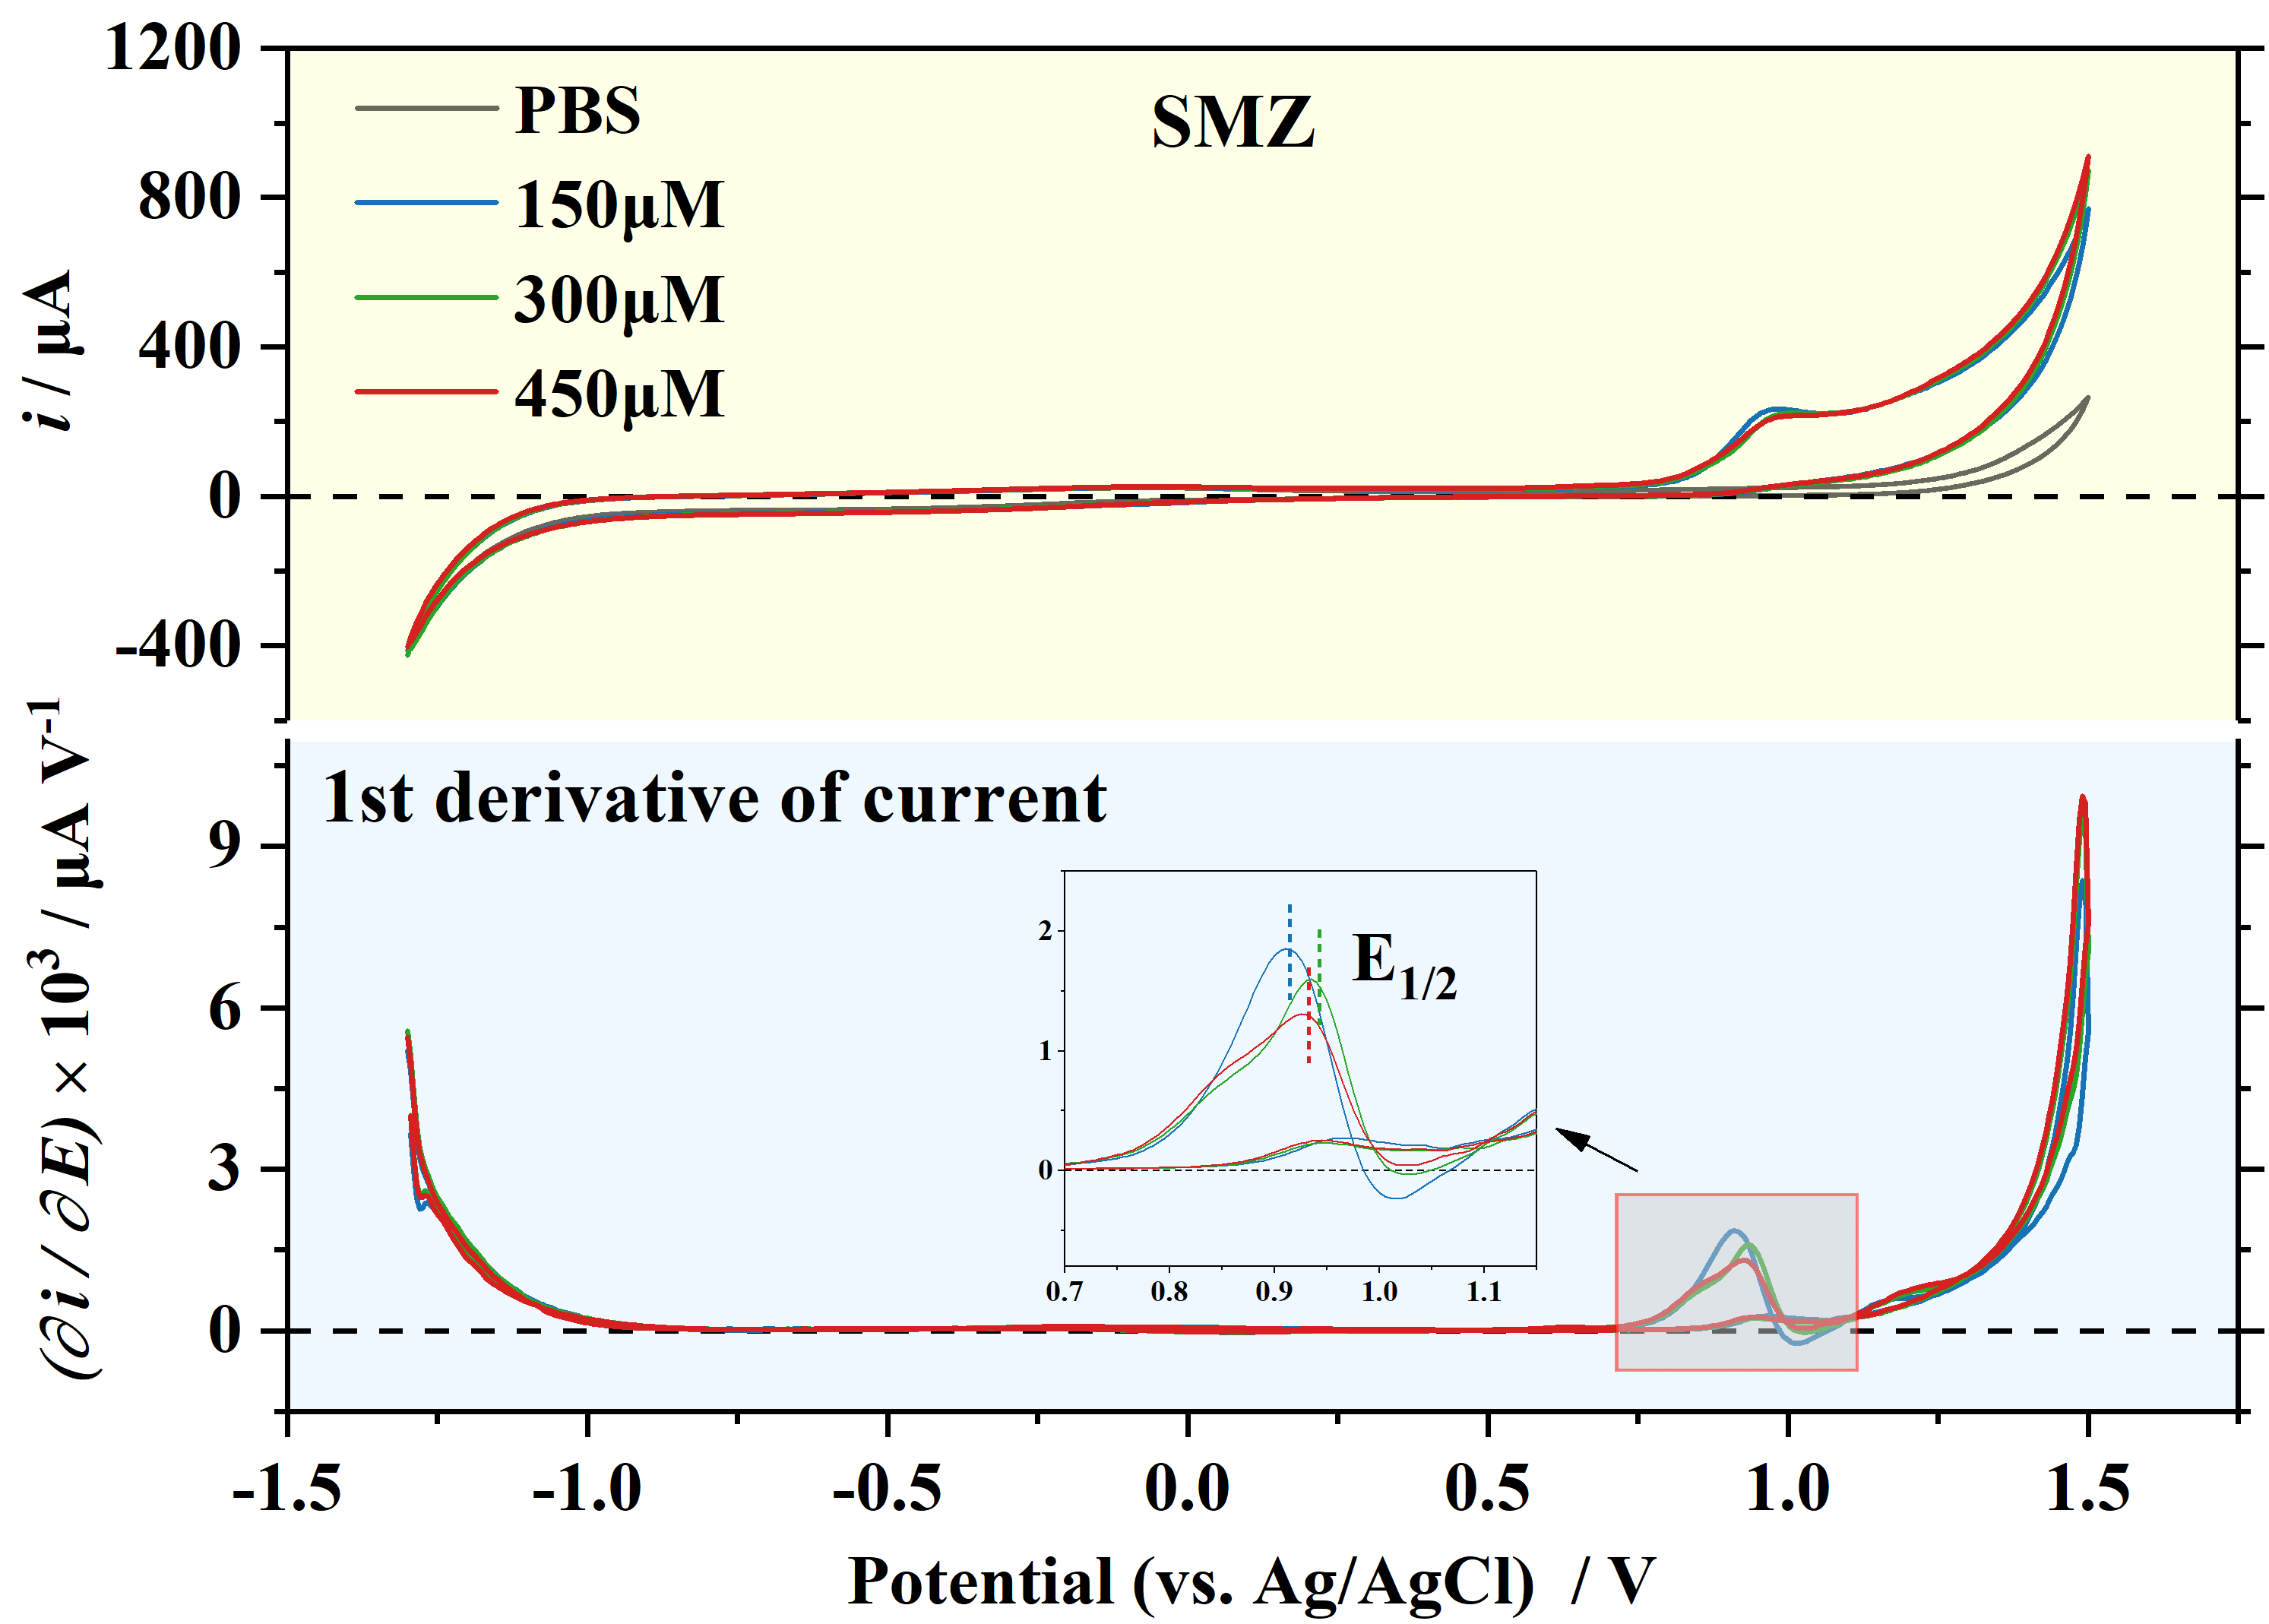 1200
800
400
0
-400
i / µA
PBS
150µM
300µM
450µM
SMZ
1st derivative of current
9
6
3
0
(∂i / ∂E) × 10³ / µA V⁻¹
2
1
0
E1/2
0.7 0.8 0.9 1.0 1.1
-1.5 -1.0 -0.5 0.0 0.5 1.0 1.5
Potential (vs. Ag/AgCl) / V